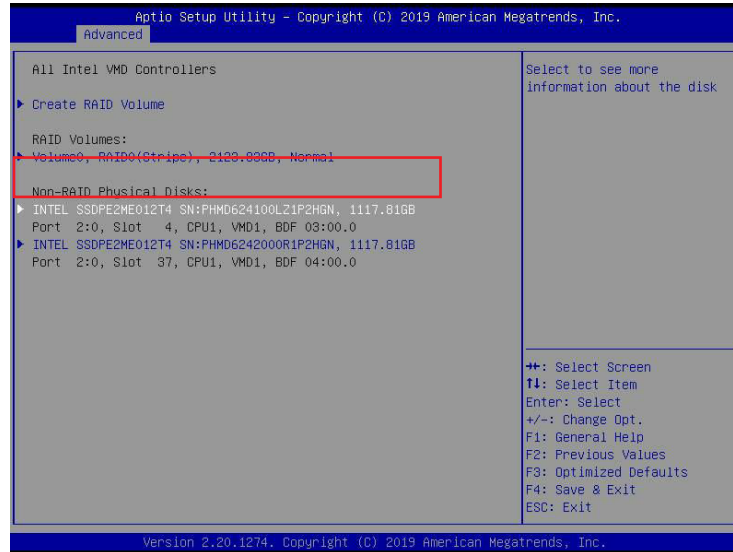 Aptio Setup Utility – Copyright (C) 2019 American Megatrends, Inc.
Advanced
All Intel VMD Controllers
Create RAID Volume
RAID Volumes:
Volume0, RAID0(Stripe), 2123.83GB, Normal
Non-RAID Physical Disks:
INTEL SSDPE2ME012T4 SN:PHMD624100LZ1P2HGN, 1117.81GB
Port 2:0, Slot 4, CPU1, VMD1, BDF 03:00.0
INTEL SSDPE2ME012T4 SN:PHMD6242000R1P2HGN, 1117.81GB
Port 2:0, Slot 37, CPU1, VMD1, BDF 04:00.0
Select to see more
information about the disk
→←: Select Screen
↑↓: Select Item
Enter: Select
+/-: Change Opt.
F1: General Help
F2: Previous Values
F3: Optimized Defaults
F4: Save & Exit
ESC: Exit
Version 2.20.1274. Copyright (C) 2019 American Megatrends, Inc.